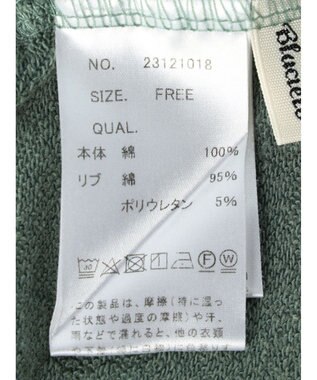 NO. 23121018
SIZE. FREE
QUAL.
本体 綿 100%
リブ 綿 95%
ポリウレタン 5%
この製品は、摩擦(特に湿っ
た状態や過度の摩擦)や汗、
雨などで濡れると、他の衣類